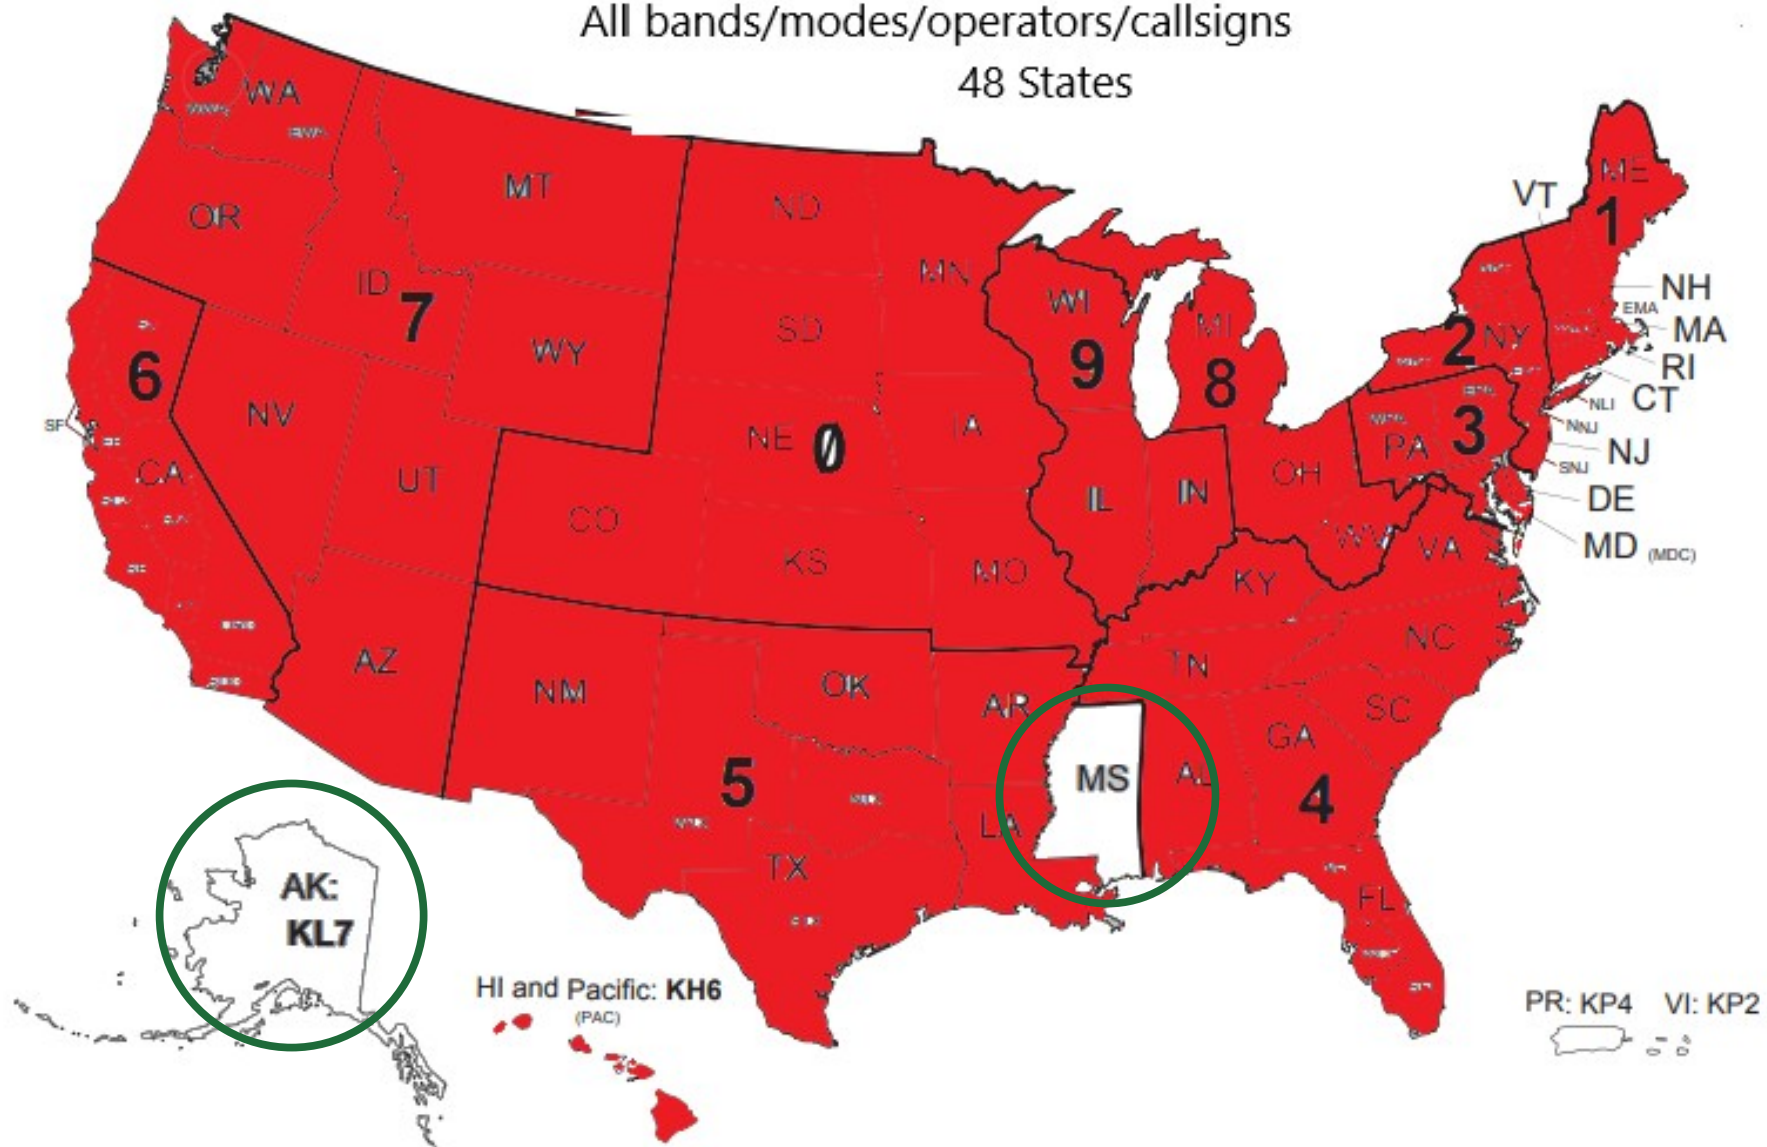 All bands/modes/operators/callsigns
48 States
WA
EWA
MT
ND
ME
VT
OR
1
MN
ID
7
WI
NH
EMA
MA
SD
MI
2
NY
WY
9
RI
6
8
CT
NLI
NV
NE
0
IA
3
NNJ
SF
PA
NJ
SNJ
CA
UT
OH
IL
IN
DE
CO
WV
VA
MD (MDC)
KS
MO
KY
NC
AZ
TN
NM
OK
AR
SC
GA
5
MS
AL
4
LA
TX
AK:
KL7
FL
HI and Pacific: KH6
(PAC)
PR: KP4 VI: KP2